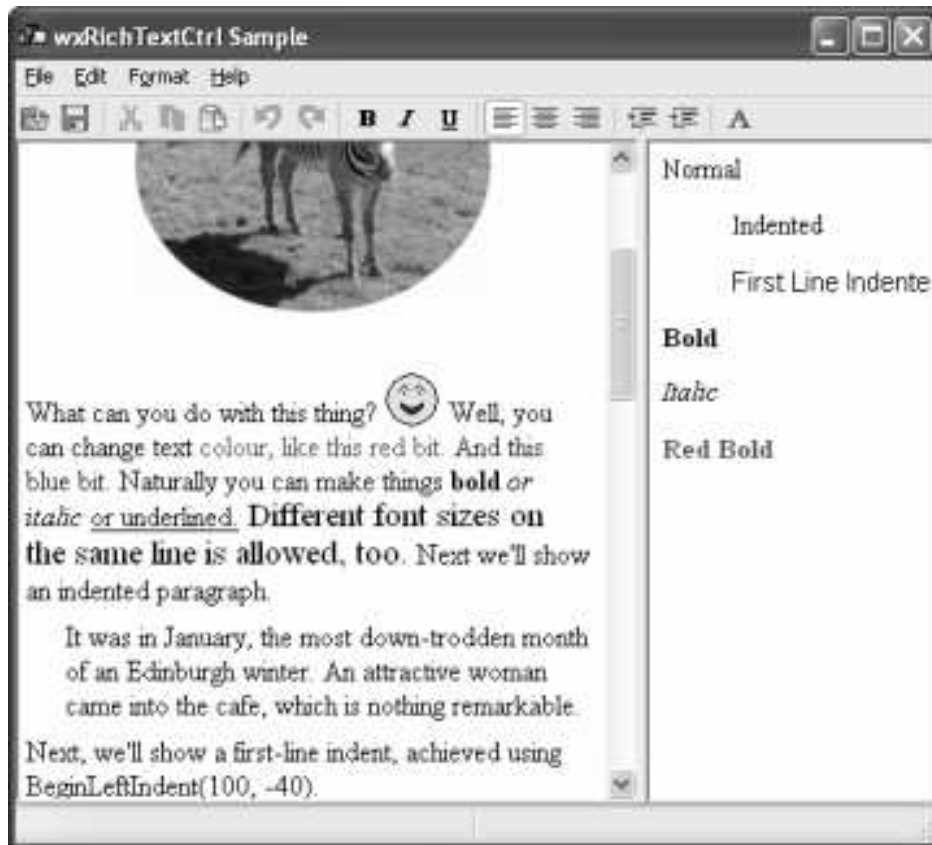 wxRichTextCtrl Sample
File Edit Format Help
B I U A
What can you do with this thing? Well, you
can change text colour, like this red bit. And this
blue bit. Naturally you can make things bold or
italic or underlined. Different font sizes on
the same line is allowed, too. Next we'll show
an indented paragraph.
It was in January, the most down-trodden month
of an Edinburgh winter. An attractive woman
came into the cafe, which is nothing remarkable.
Next, we'll show a first-line indent, achieved using
BeginLeftIndent(100, -40).
Normal
Indented
First Line Indente
Bold
Italic
Red Bold